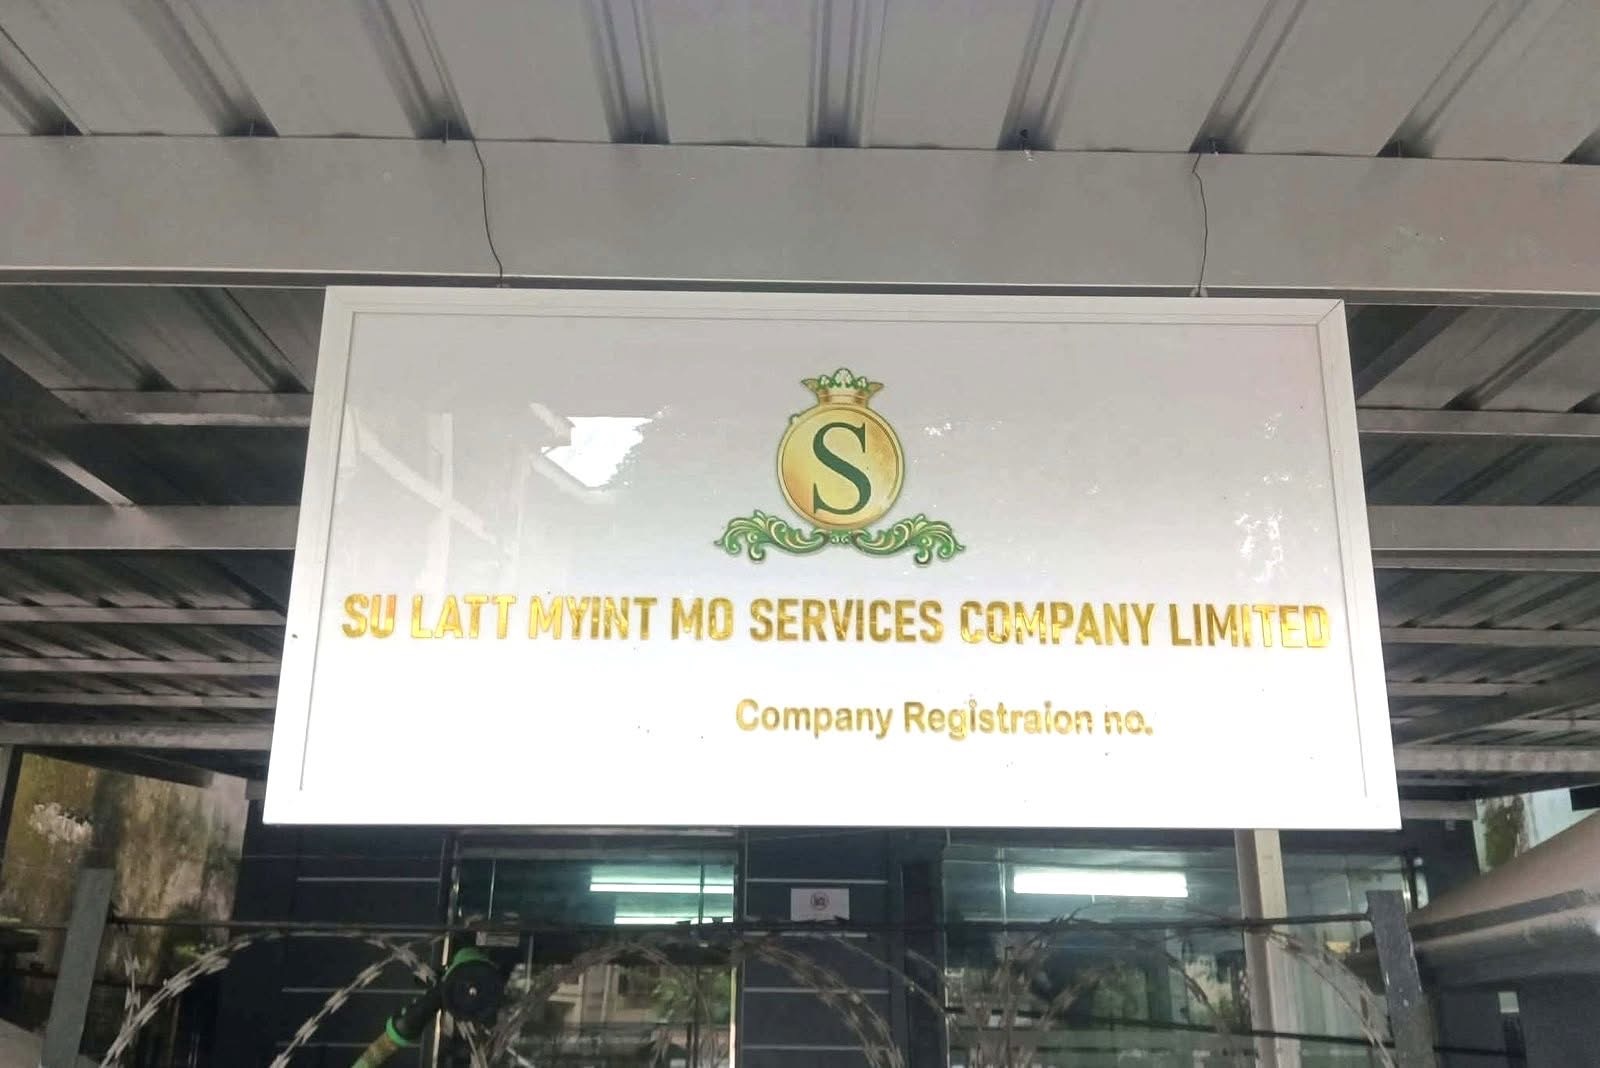 S
SU LATT MYINT MO SERVICES COMPANY LIMITED
Company Registraion no.